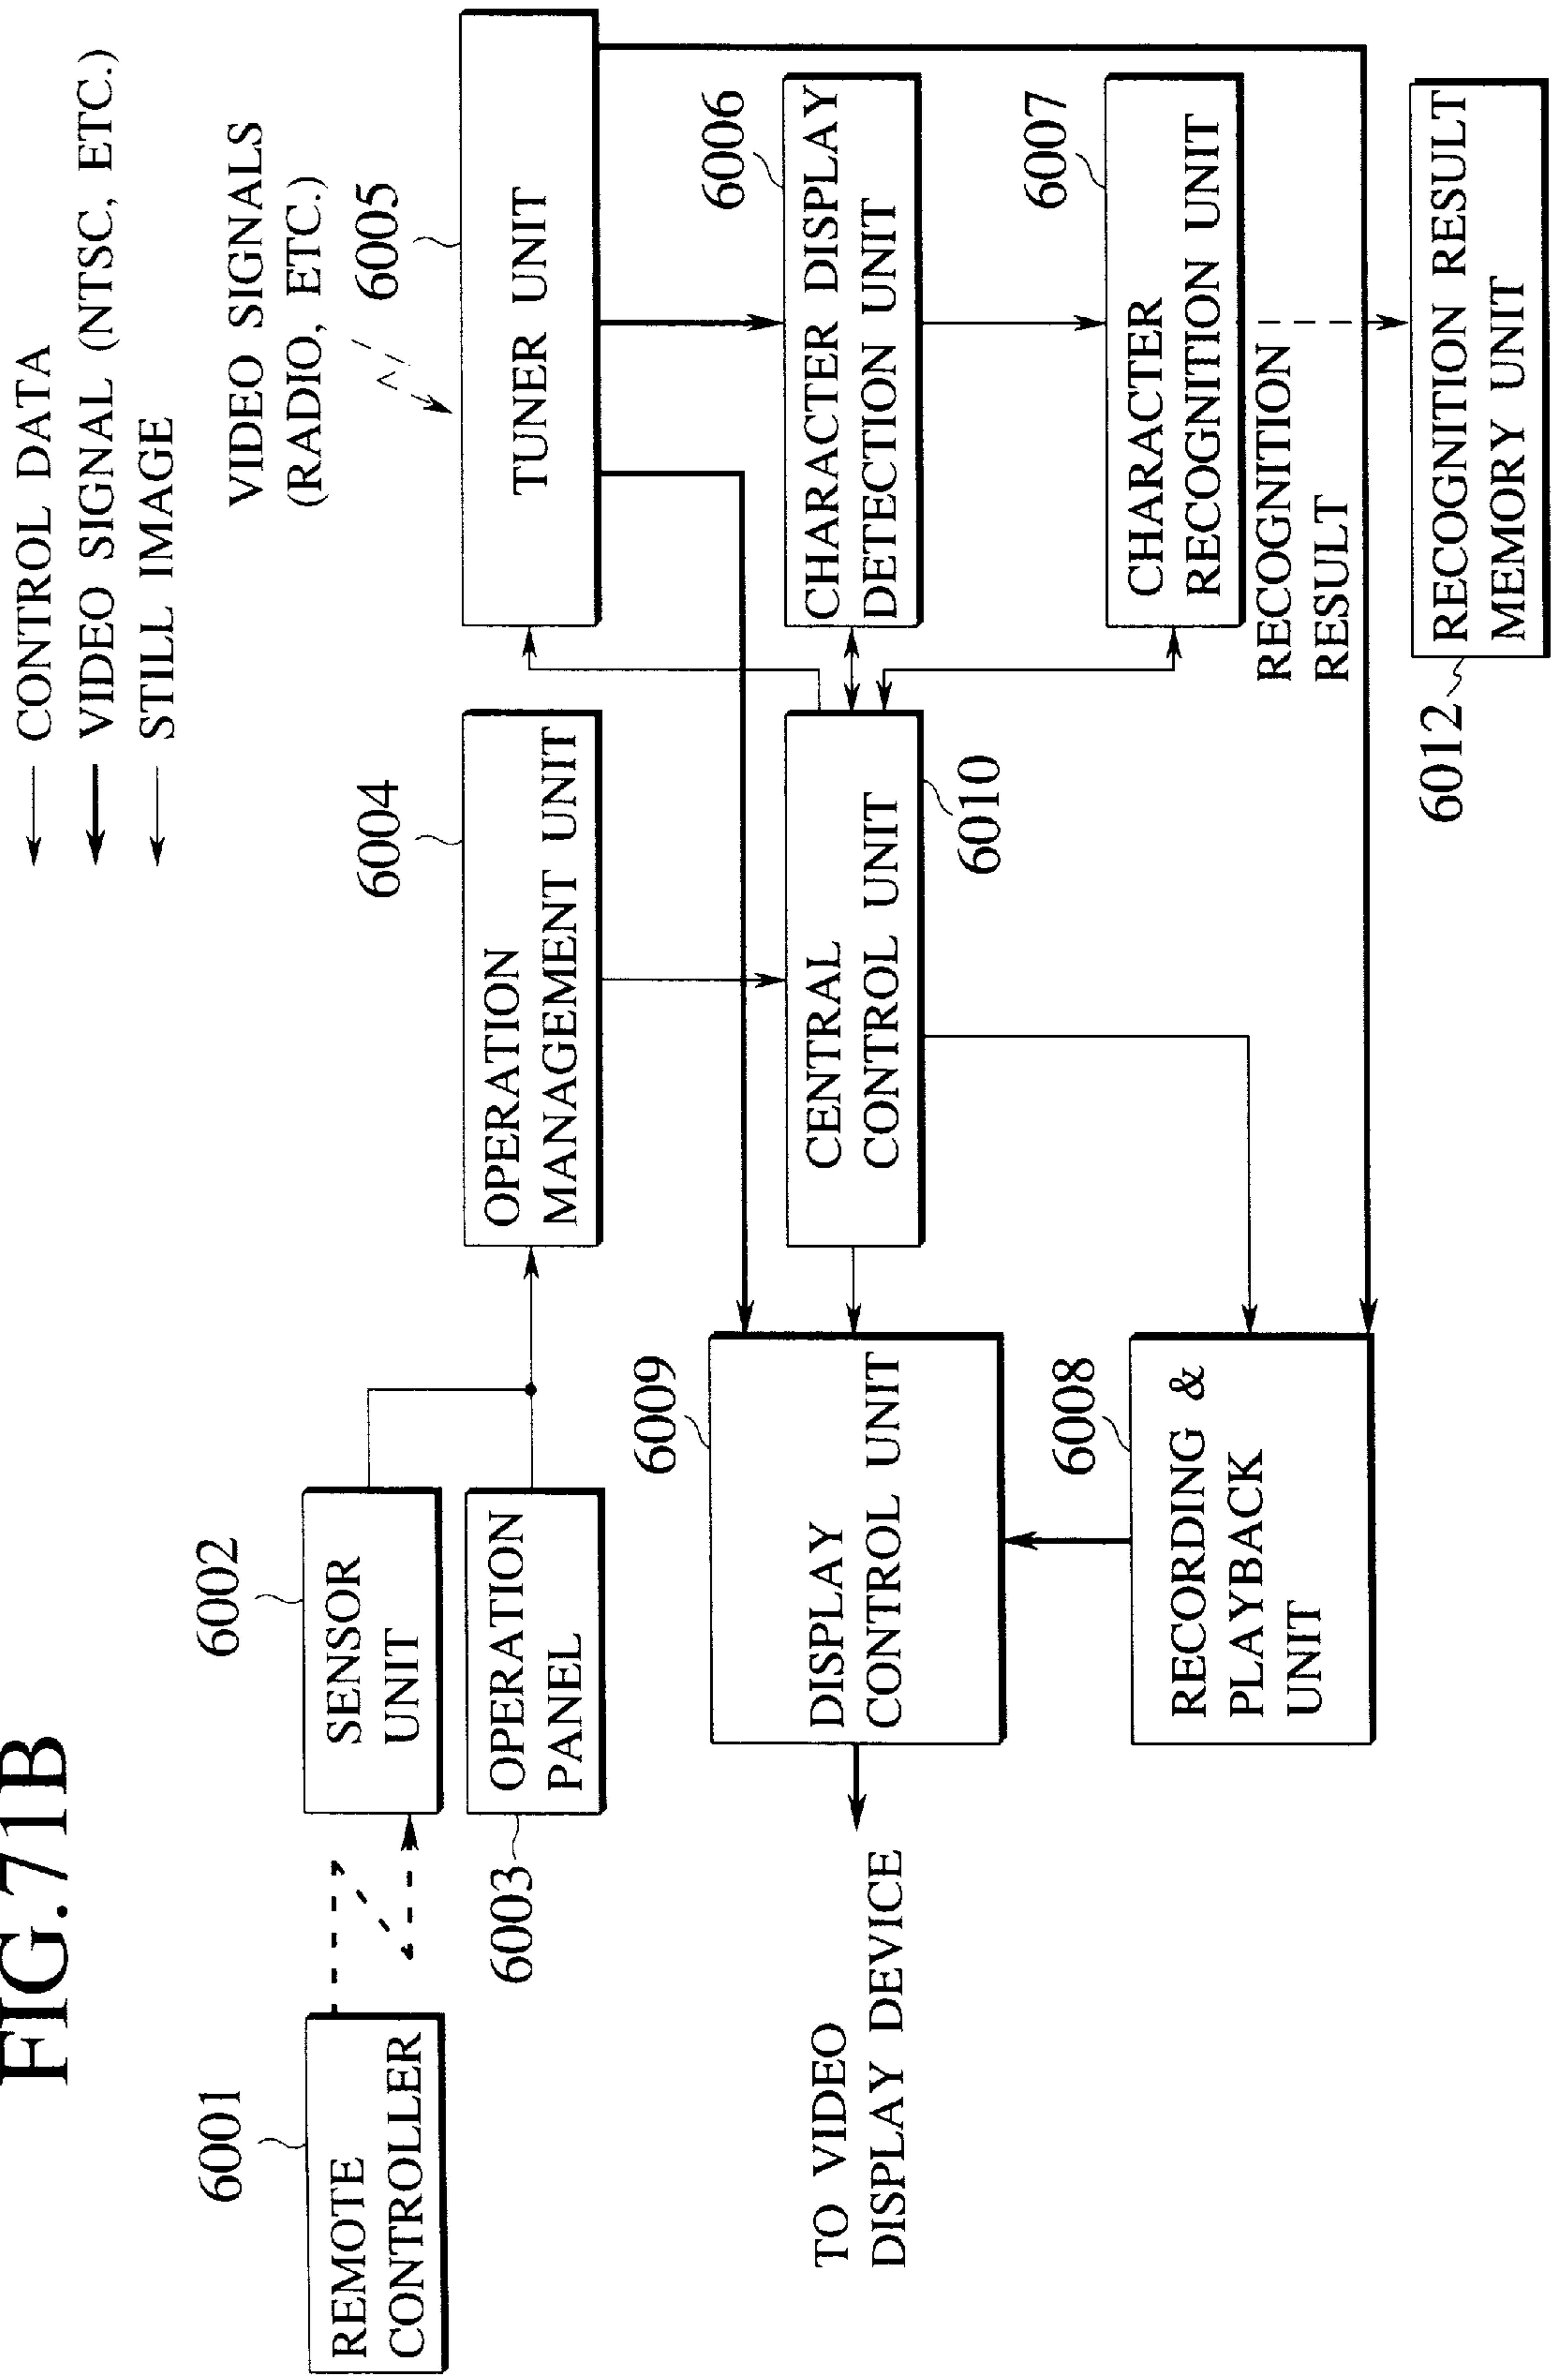 FIG.71B
CONTROL DATA
VIDEO SIGNAL (NTSC, ETC.)
STILL IMAGE
6001
REMOTE
CONTROLLER
6002
SENSOR
UNIT
6003
OPERATION
PANEL
6004
OPERATION
MANAGEMENT UNIT
VIDEO SIGNALS
(RADIO, ETC.)
6005
TUNER UNIT
6009
DISPLAY
CONTROL UNIT
CENTRAL
CONTROL UNIT
6010
6006
CHARACTER DISPLAY
DETECTION UNIT
TO VIDEO
DISPLAY DEVICE
6008
RECORDING &
PLAYBACK
UNIT
6007
CHARACTER
RECOGNITION UNIT
RECOGNITION
RESULT
6012
RECOGNITION RESULT
MEMORY UNIT